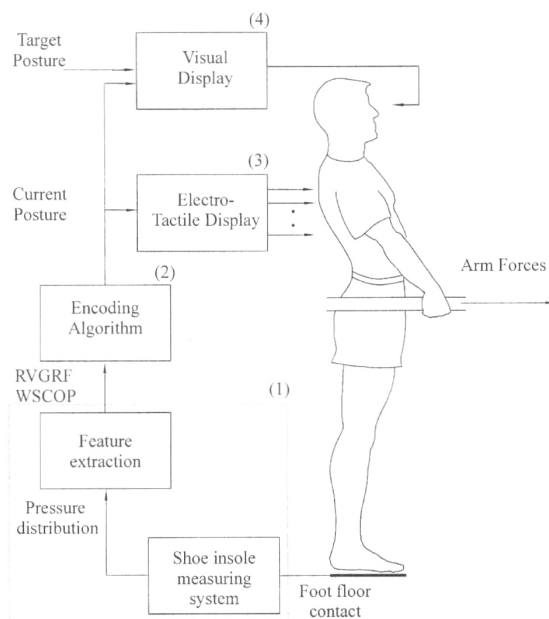 (4)
Target
Posture
Visual
Display
(3)
Current
Posture
Electro-
Tactile Display
Arm Forces
(2)
Encoding
Algorithm
RVGRF
WSCOP
(1)
Feature
extraction
Pressure
distribution
Shoe insole
measuring
system
Foot floor
contact